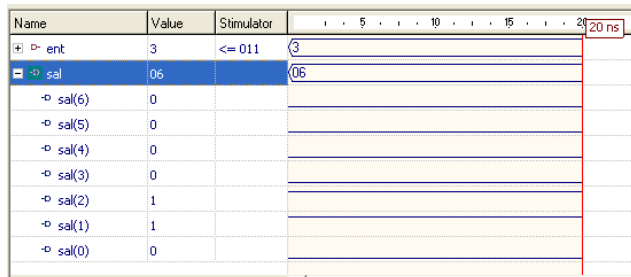 Name Value Stimulator 5 10 15 20
20 ns
ent 3 <= 011 3
sal 06 06
sal(6) 0
sal(5) 0
sal(4) 0
sal(3) 0
sal(2) 1
sal(1) 1
sal(0) 0